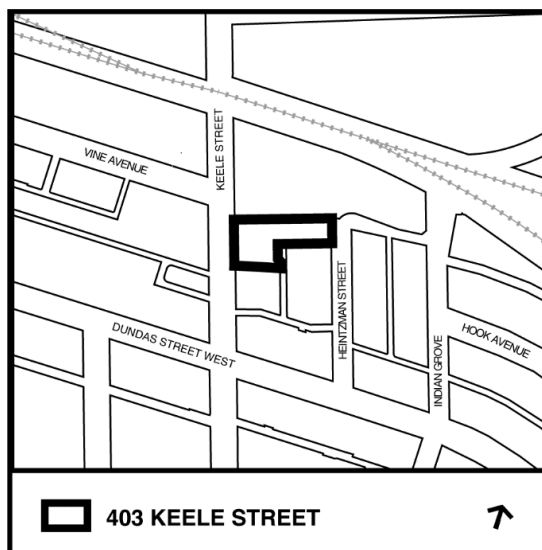 KEELE STREET
VINE AVENUE
HEINTZMAN STREET
DUNDAS STREET WEST
HOOK AVENUE
INDIAN GROVE
403 KEELE STREET